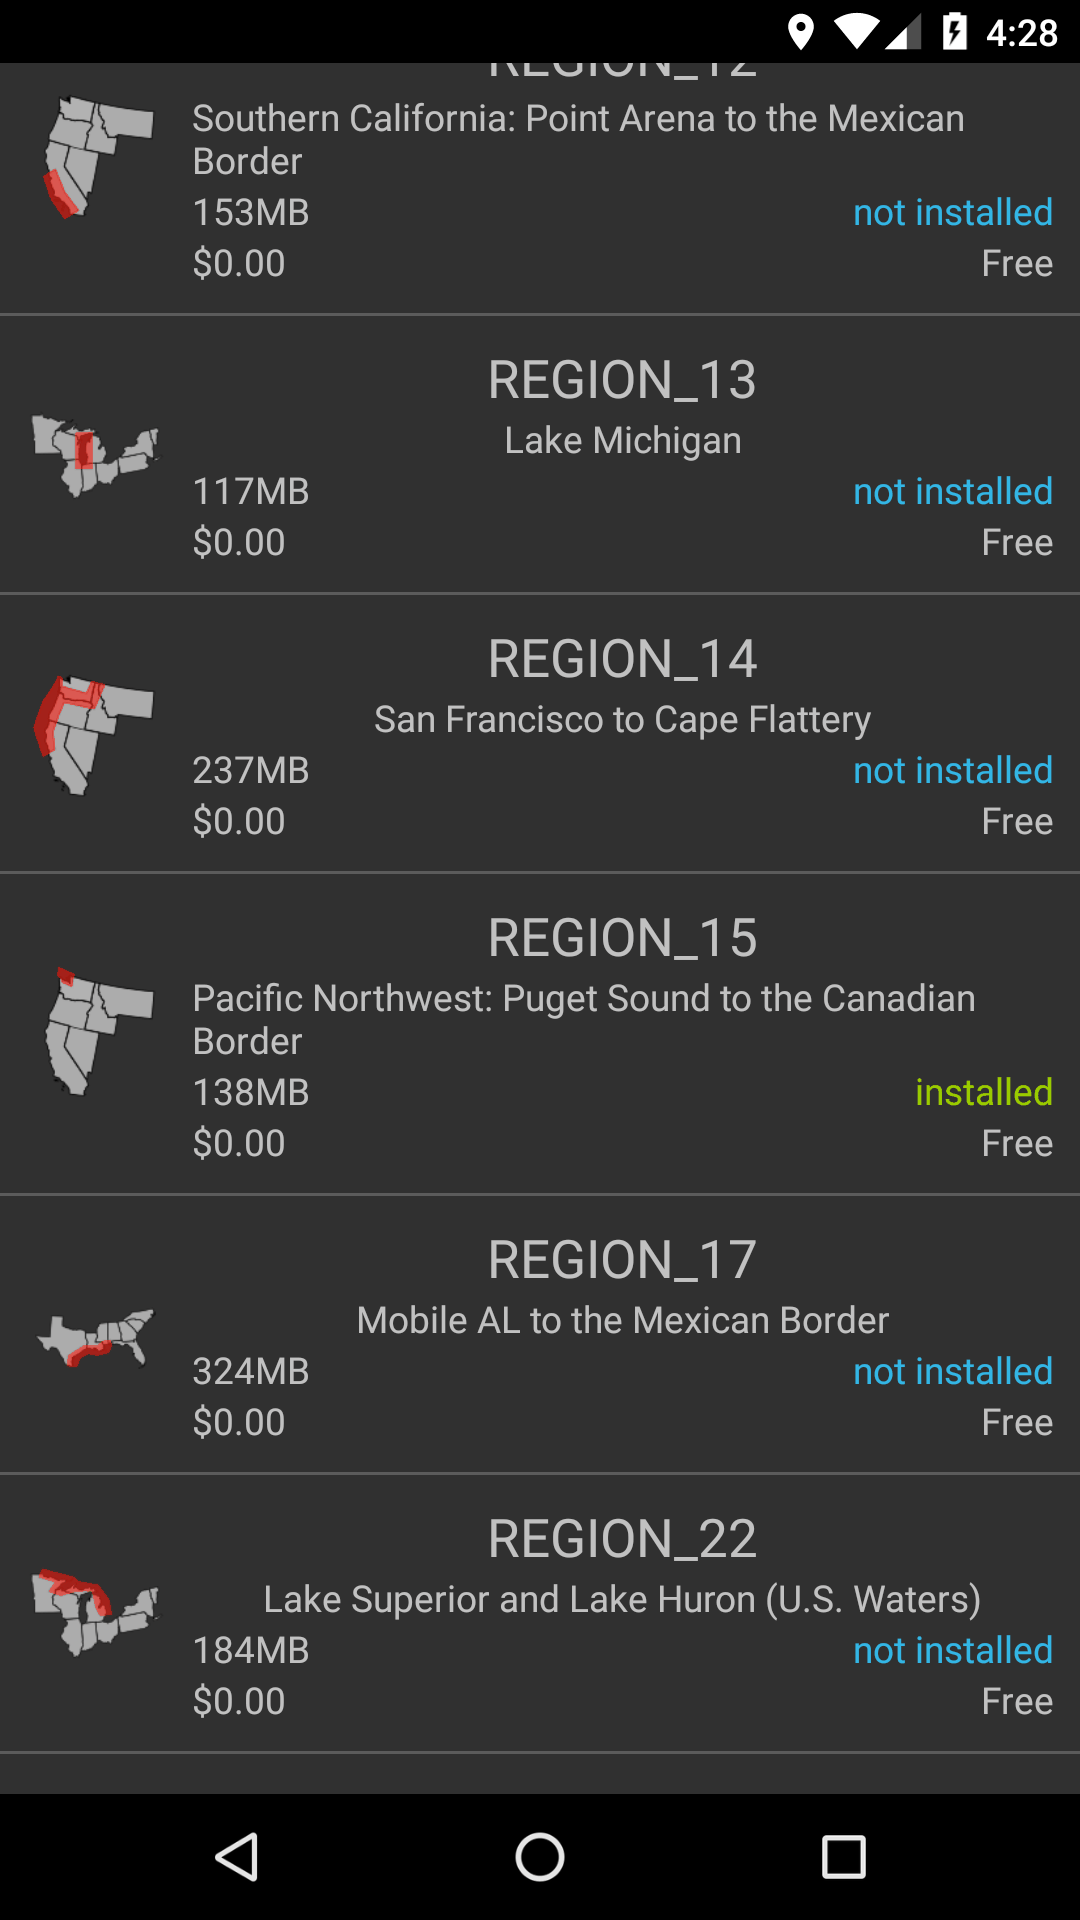 4:28
REGION_12
Southern California: Point Arena to the Mexican
Border
153MB
not installed
$0.00
Free
REGION_13
Lake Michigan
117MB
not installed
$0.00
Free
REGION_14
San Francisco to Cape Flattery
237MB
not installed
$0.00
Free
REGION_15
Pacific Northwest: Puget Sound to the Canadian
Border
138MB
installed
$0.00
Free
REGION_17
Mobile AL to the Mexican Border
324MB
not installed
$0.00
Free
REGION_22
Lake Superior and Lake Huron (U.S. Waters)
184MB
not installed
$0.00
Free